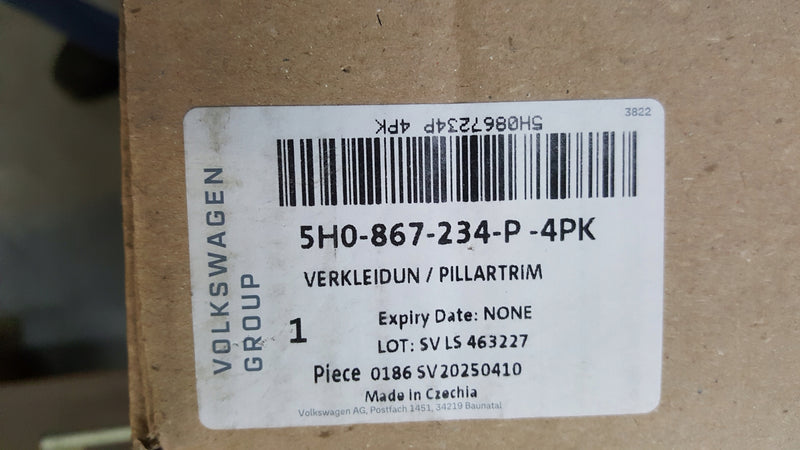 3822
5H0867234P 4PK
5H0-867-234-P -4PK
VERKLEIDUN / PILLARTRIM
VOLKSWAGEN
GROUP
1
Expiry Date: NONE
LOT: SV LS 463227
Piece 0186 SV20250410
Made in Czechia
Volkswagen AG, Postfach 1451, 34219 Baunatal